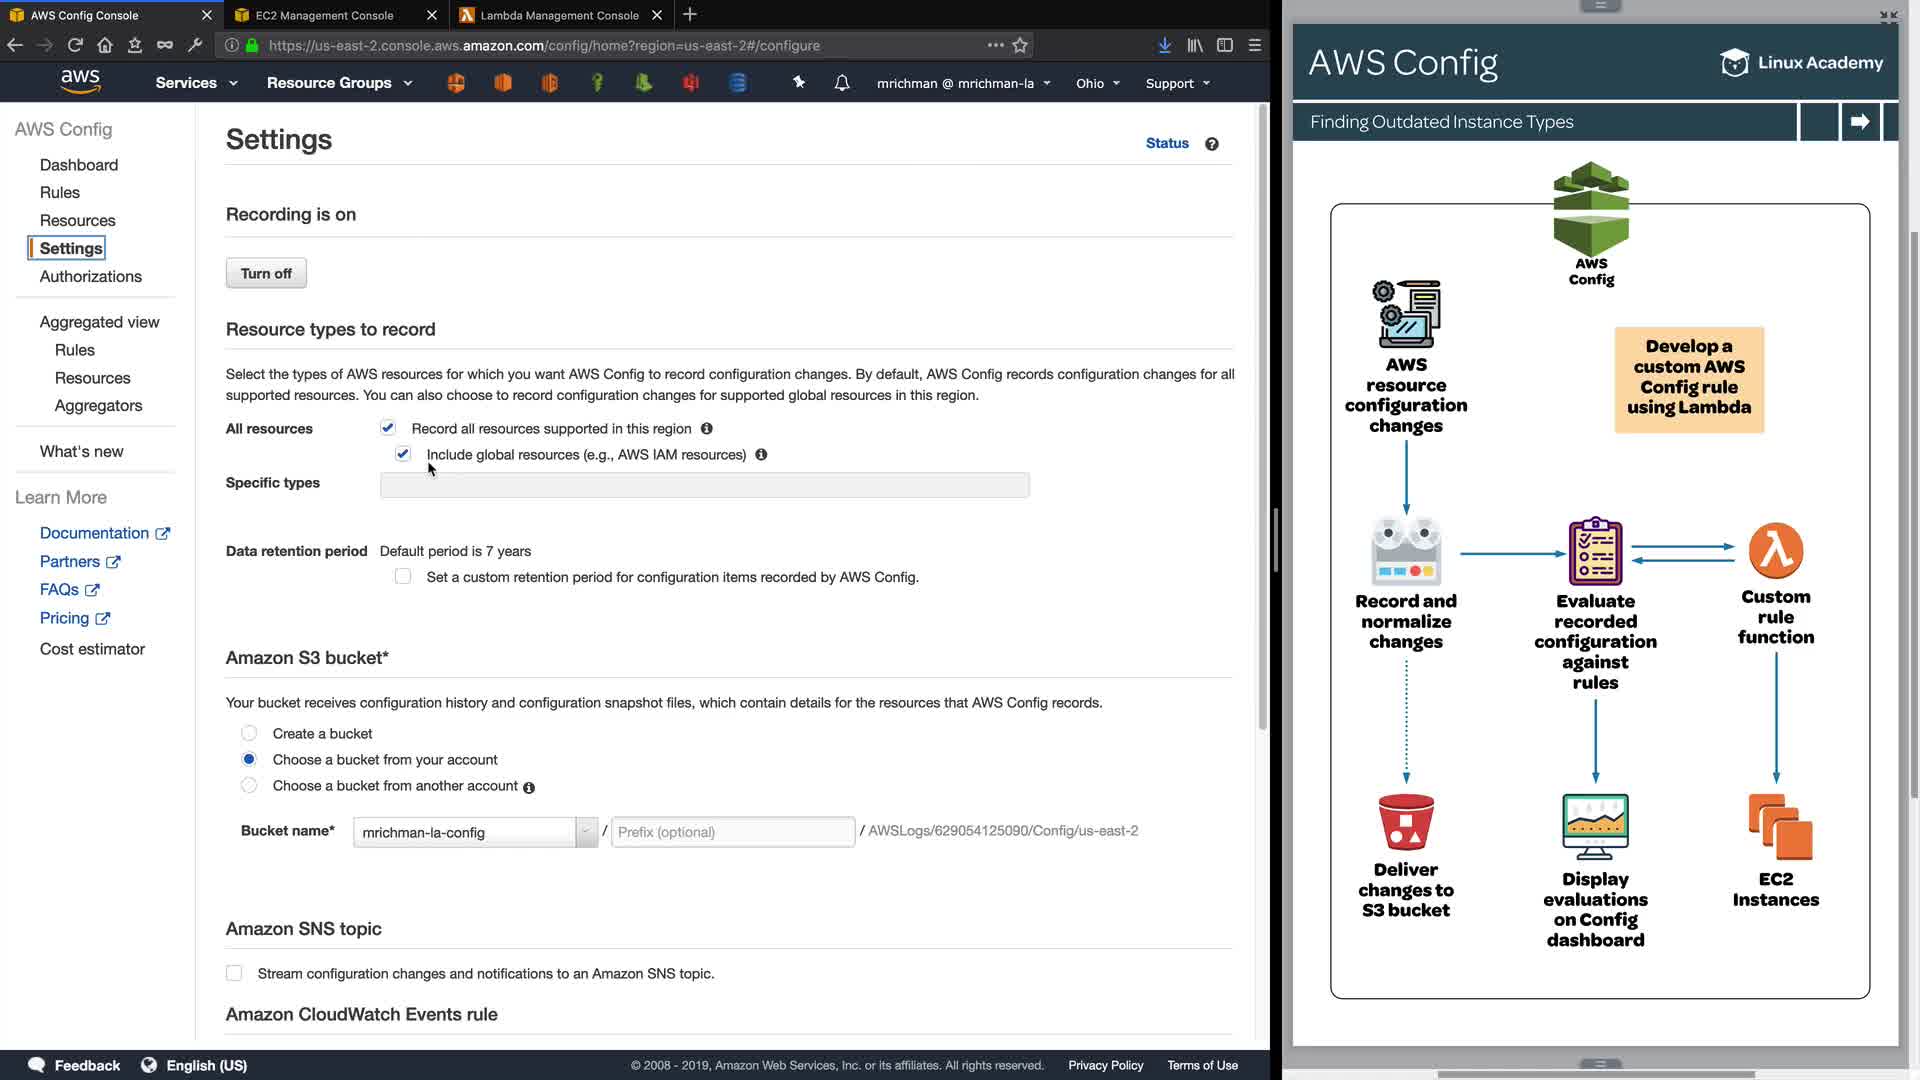 AWS Config Console
EC2 Management Console
Lambda Management Console
https://us-east-2.console.aws.amazon.com/config/home?region=us-east-2#/configure
aws
Services
Resource Groups
mrichman @ mrichman-la
Ohio
Support
AWS Config
Dashboard
Rules
Resources
Settings
Authorizations
Aggregated view
Rules
Resources
Aggregators
What's new
Learn More
Documentation
Partners
FAQs
Pricing
Cost estimator
Settings
Status
Recording is on
Turn off
Resource types to record
Select the types of AWS resources for which you want AWS Config to record configuration changes. By default, AWS Config records configuration changes for all
supported resources. You can also choose to record configuration changes for supported global resources in this region.
All resources
Record all resources supported in this region
Include global resources (e.g., AWS IAM resources)
Specific types
Data retention period
Default period is 7 years
Set a custom retention period for configuration items recorded by AWS Config.
Amazon S3 bucket*
Your bucket receives configuration history and configuration snapshot files, which contain details for the resources that AWS Config records.
Create a bucket
Choose a bucket from your account
Choose a bucket from another account
Bucket name*
mrichman-la-config
/
Prefix (optional)
/ AWSLogs/629054125090/Config/us-east-2
Amazon SNS topic
Stream configuration changes and notifications to an Amazon SNS topic.
Amazon CloudWatch Events rule
Feedback
English (US)
© 2008 - 2019, Amazon Web Services, Inc. or its affiliates. All rights reserved.
Privacy Policy
Terms of Use
AWS Config
Linux Academy
Finding Outdated Instance Types
AWS
Config
AWS
resource
configuration
changes
Develop a
custom AWS
Config rule
using Lambda
Record and
normalize
changes
Evaluate
recorded
configuration
against
rules
Custom
rule
function
Deliver
changes to
S3 bucket
Display
evaluations
on Config
dashboard
EC2
Instances